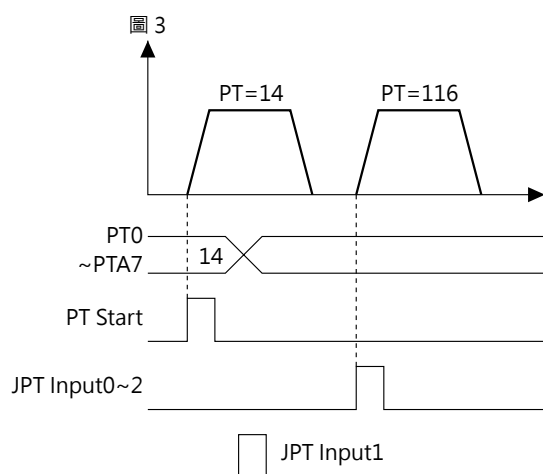 圖 3
PT=14
PT=116
PT0
~PTA7
14
PT Start
JPT Input0~2
JPT Input1